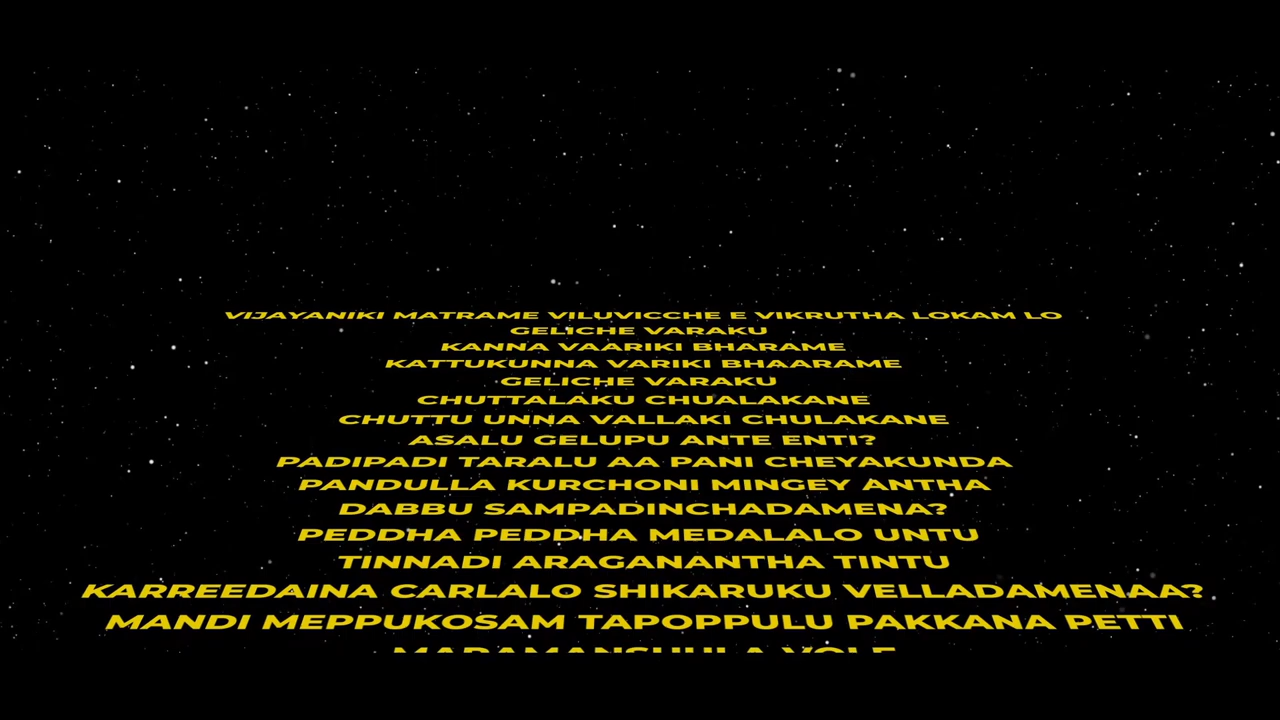 VIJAYANIKI MATRAME VILUVICCHE E VIKRUTHA LOKAM LO
GELICHE VARAKU
KANNA VAARIKI BHARAME
KATTUKUNNA VARIKI BHAARAME
GELICHE VARAKU
CHUTTALAKU CHUALAKANE
CHUTTU UNNA VALLAKI CHULAKANE
ASALU GELUPU ANTE ENTI?
PADIPADI TARALU AA PANI CHEYAKUNDA
PANDULLA KURCHONI MINGEY ANTHA
DABBU SAMPADINCHADAMENA?
PEDDHA PEDDHA MEDALALO UNTU
TINNADI ARAGANANTHA TINTU
KARREEDAINA CARLALO SHIKARUKU VELLADAMENAA?
MANDI MEPPUKOSAM TAPOPPULU PAKKANA PETTI